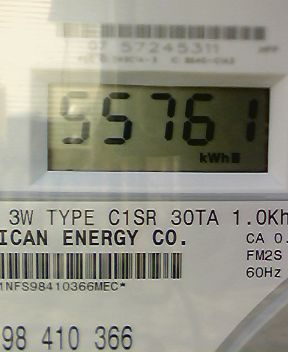 07 57245311
55761
kWh
3W TYPE C1SR 30TA 1.0Kh
ICAN ENERGY CO.
CA 0.
FM2S
60Hz
1NFS98410366MEC*
98 410 366